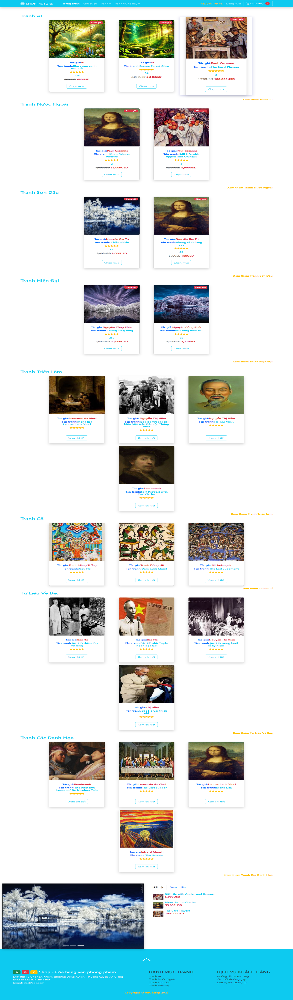 SHOP PICTURE Trang chính Giới thiệu Tranh Tranh trưng bày nguyễn Văn AK Đăng xuất Giỏ hàng 0
Tranh AI
Giảm giá Giảm giá Giảm giá
Tác giả:AI
Tên tranh:Khu vườn xanh
tươi tốt
123
400USD 450USD
Chọn mua
Tác giả:AI
Tên tranh:Serene Forest Glow
54
2,000USD 2,345USD
Chọn mua
Tác giả:Paul_Cezanne
Tên tranh:The Card Players
3
9,990USD 100,000USD
Chọn mua
Xem thêm Tranh AI
Tranh Nước Ngoài
Giảm giá Giảm giá
Tác giả:Paul_Cezanne
Tên tranh:Mont Sainte-
Victoire
2
7,000USD 55,009USD
Chọn mua
Tác giả:Paul_Cezanne
Tên tranh:Still Life with
Apples and Oranges
3
5,000USD 5,900USD
Chọn mua
Xem thêm Tranh Nước Ngoài
Tranh Sơn Dầu
Giảm giá Giảm giá
Tác giả:Nguyễn Gia Trí
Tên tranh: Thiên nhiên
34
8,000USD 9,000USD
Chọn mua
Tác giả:Nguyễn Gia Trí
Tên tranh:Phong cảnh làng
quê
40
699USD 799USD
Chọn mua
Xem thêm Tranh Sơn Dầu
Tranh Hiện Đại
Giảm giá Giảm giá
Tác giả:Nguyễn Công Phúc
Tên tranh: Thung lũng sông
267
9,000USD 99,000USD
Chọn mua
Tác giả:Nguyễn Công Phúc
Tên tranh:khu rừng vĩnh cửu
55
4,000USD 4,770USD
Chọn mua
Xem thêm Tranh Hiện Đại
Tranh Triển Lãm
Tác giả:Leonardo da Vinci
Tên tranh:Mona lisa
Leonardo da Vinci
Xem chi tiết
Tác giả: Nguyễn Thị Hiền
Tên tranh:Bác Hồ với các đại
biểu Mặt trận Dân tộc Thống
nhất
Xem chi tiết
Tác giả:Nguyễn Thị Hiền
Tên tranh:Hồ Chí Minh
Xem chi tiết
Tác giả:Rembrandt
Tên tranh:Self-Portrait with
Two Circles
Xem chi tiết
Xem thêm Tranh Triển Lãm
Tranh Cổ
Tác giả:Tranh Hàng Trống
Tên tranh:Ngũ Hổ
Xem chi tiết
Tác giả:Tranh Đông Hồ
Tên tranh:Đám Cưới Chuột
Xem chi tiết
Tác giả:Michelangelo
Tên tranh:The Last Judgment
Xem chi tiết
Xem thêm Tranh Cổ
Tư Liệu Về Bác
TUYÊN-NGÔN ĐỘC-LẬP
Tác giả:Bác Hồ
Tên tranh:Bác Hồ thăm lớp
vỡ lòng
Xem chi tiết
Tác giả:Bác Hồ
Tên tranh:Bác Hồ viết Tuyên
ngôn độc lập
Xem chi tiết
Tác giả:Nguyễn Thị Hiền
Tên tranh:Bác Hồ trong buổi
lễ kỷ niệm
Xem chi tiết
Tác giả:Thị Hiền
Tên tranh:Bác Hồ với thiếu
nhi
Xem chi tiết
Xem thêm Tư Liệu Về Bác
Tranh Các Danh Họa
Tác giả:Rembrandt
Tên tranh:The Anatomy
Lesson of Dr. Nicolaes Tulp
Xem chi tiết
Tác giả:Leonardo da Vinci
Tên tranh:The Last Supper
Xem chi tiết
Tác giả:Leonardo da Vinci
Tên tranh:Mona Lisa
Xem chi tiết
Tác giả:Edvard Munch
Tên tranh:The Scream
Xem chi tiết
Xem thêm Tranh Các Danh Họa
Nổi bật Xem nhiều
Still Life with Apples and Oranges
5,900USD
Mont Sainte-Victoire
55,009USD
The Card Players
100,000USD
A B C Shop - Cửa hàng văn phòng phẩm
Địa chỉ: 18 Ung Văn Khiêm, phường Đông Xuyên, TP Long Xuyên, An Giang
Điện thoại: 076 3841190
Email: abc@abc.com
DANH MỤC TRANH
Tranh AI
Tranh Nước Ngoài
Tranh Sơn Dầu
Tranh Hiện Đại
DỊCH VỤ KHÁCH HÀNG
Hướng dẫn mua hàng
Câu hỏi thường gặp
Liên hệ với chúng tôi
Copyright © ABC Shop 2023